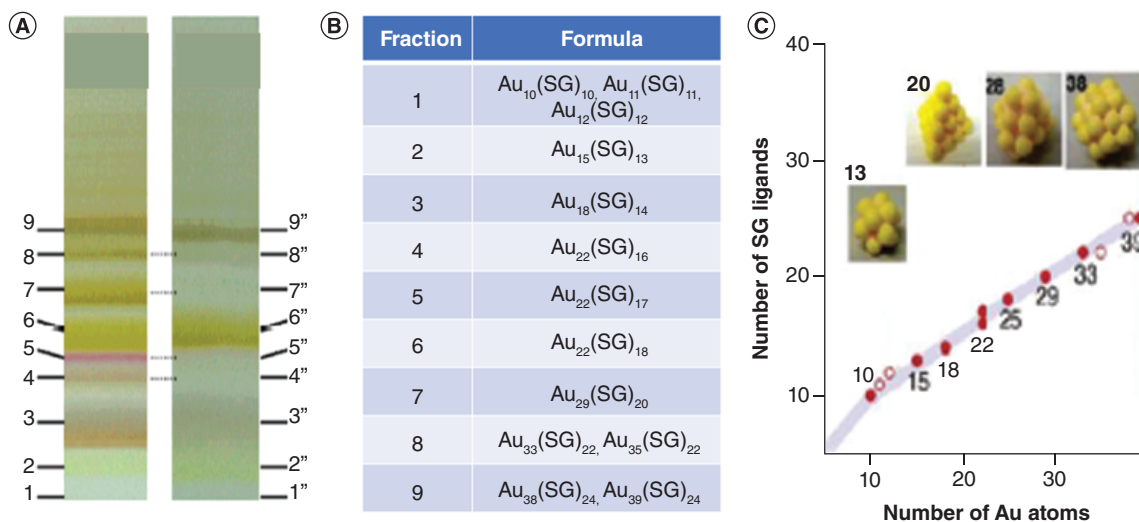 A
9
8
7
6
5
4
3
2
1
9”
8”
7”
6”
5”
4”
3”
2”
1”
B
Fraction Formula
1 Au10(SG)10, Au11(SG)11,
Au12(SG)12
2 Au15(SG)13
3 Au18(SG)14
4 Au22(SG)16
5 Au22(SG)17
6 Au22(SG)18
7 Au29(SG)20
8 Au33(SG)22, Au35(SG)22
9 Au38(SG)24, Au39(SG)24
C
Number of SG ligands
40
30
20
10
20
28
38
13
10
15
18
22
25
29
33
39
10 20 30
Number of Au atoms